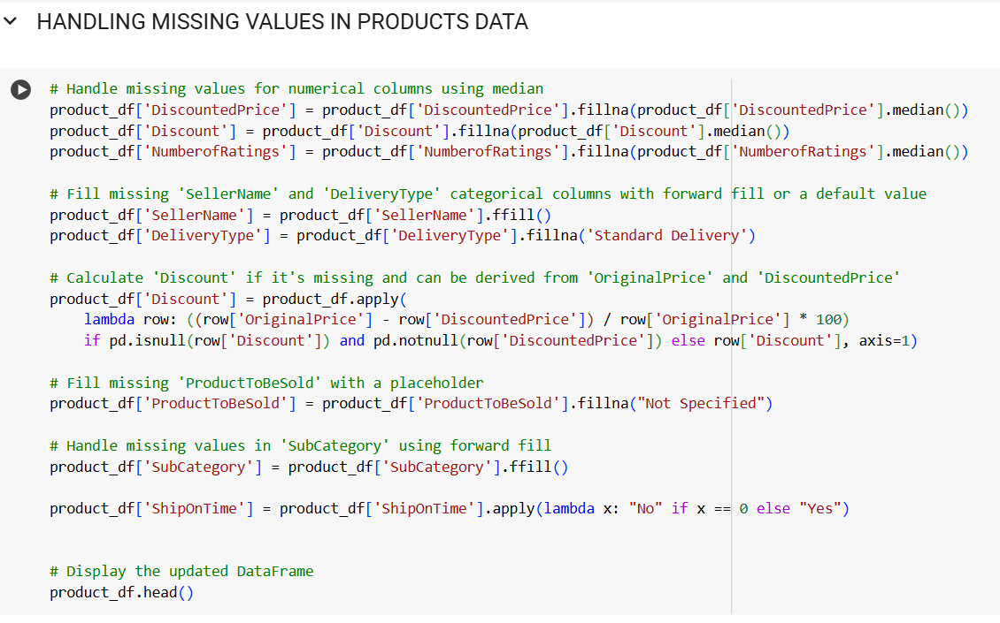 HANDLING MISSING VALUES IN PRODUCTS DATA
# Handle missing values for numerical columns using median
product_df['DiscountedPrice'] = product_df['DiscountedPrice'].fillna(product_df['DiscountedPrice'].median())
product_df['Discount'] = product_df['Discount'].fillna(product_df['Discount'].median())
product_df['NumberofRatings'] = product_df['NumberofRatings'].fillna(product_df['NumberofRatings'].median())
# Fill missing 'SellerName' and 'DeliveryType' categorical columns with forward fill or a default value
product_df['SellerName'] = product_df['SellerName'].ffill()
product_df['DeliveryType'] = product_df['DeliveryType'].fillna('Standard Delivery')
# Calculate 'Discount' if it's missing and can be derived from 'OriginalPrice' and 'DiscountedPrice'
product_df['Discount'] = product_df.apply(
    lambda row: ((row['OriginalPrice'] - row['DiscountedPrice']) / row['OriginalPrice'] * 100)
    if pd.isnull(row['Discount']) and pd.notnull(row['DiscountedPrice']) else row['Discount'], axis=1)
# Fill missing 'ProductToBeSold' with a placeholder
product_df['ProductToBeSold'] = product_df['ProductToBeSold'].fillna("Not Specified")
# Handle missing values in 'SubCategory' using forward fill
product_df['SubCategory'] = product_df['SubCategory'].ffill()
product_df['ShipOnTime'] = product_df['ShipOnTime'].apply(lambda x: "No" if x == 0 else "Yes")
# Display the updated DataFrame
product_df.head()